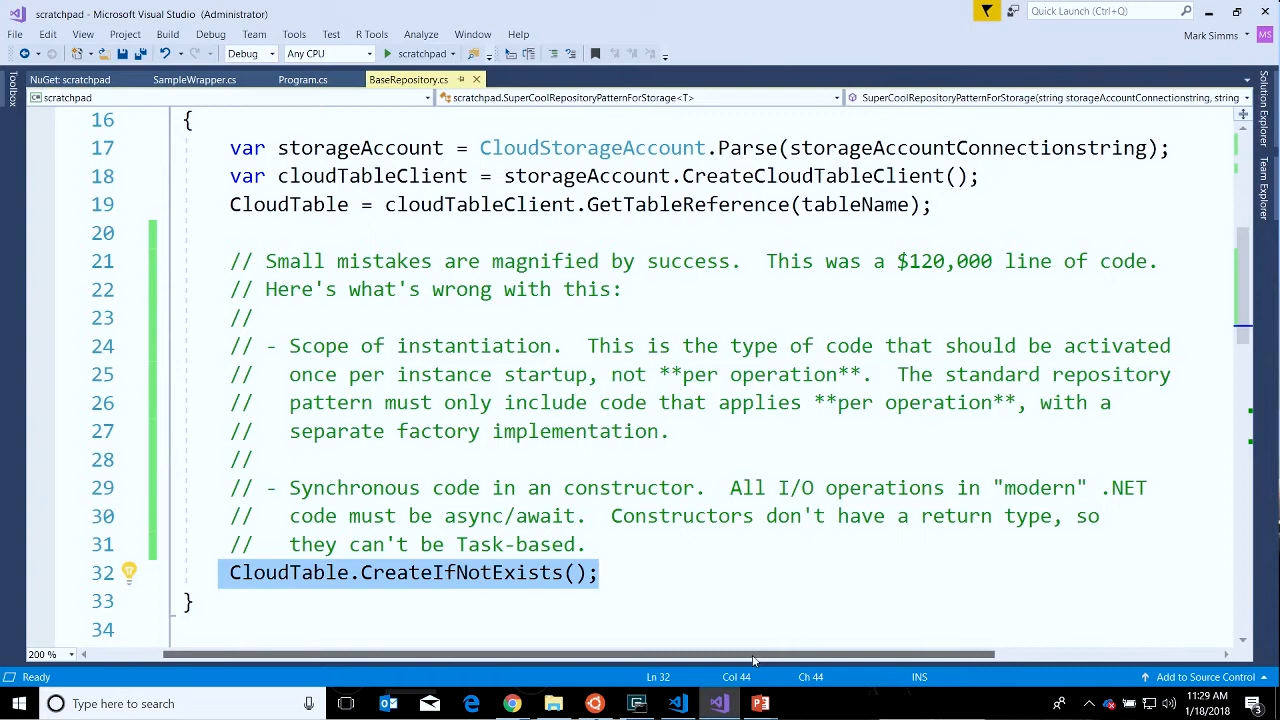 scratchpad - Microsoft Visual Studio (Administrator)
Quick Launch (Ctrl+Q)
File Edit View Project Build Debug Team Tools Test R Tools Analyze Window Help
Mark Simms MS
Debug Any CPU scratchpad
NuGet: scratchpad SampleWrapper.cs Program.cs BaseRepository.cs
scratchpad scratchpad.SuperCoolRepositoryPatternForStorage<T> SuperCoolRepositoryPatternForStorage(string storageAccountConnectionstring, string
Toolbox
Solution Explorer
Team Explorer
16 {
17 var storageAccount = CloudStorageAccount.Parse(storageAccountConnectionstring);
18 var cloudTableClient = storageAccount.CreateCloudTableClient();
19 CloudTable = cloudTableClient.GetTableReference(tableName);
20
21 // Small mistakes are magnified by success.  This was a $120,000 line of code.
22 // Here's what's wrong with this:
23 //
24 // - Scope of instantiation.  This is the type of code that should be activated
25 //   once per instance startup, not **per operation**.  The standard repository
26 //   pattern must only include code that applies **per operation**, with a
27 //   separate factory implementation.
28 //
29 // - Synchronous code in an constructor.  All I/O operations in "modern" .NET
30 //   code must be async/await.  Constructors don't have a return type, so
31 //   they can't be Task-based.
32 CloudTable.CreateIfNotExists();
33 }
34
200 %
Ready Ln 32 Col 44 Ch 44 INS Add to Source Control
Type here to search
11:29 AM
1/18/2018
3